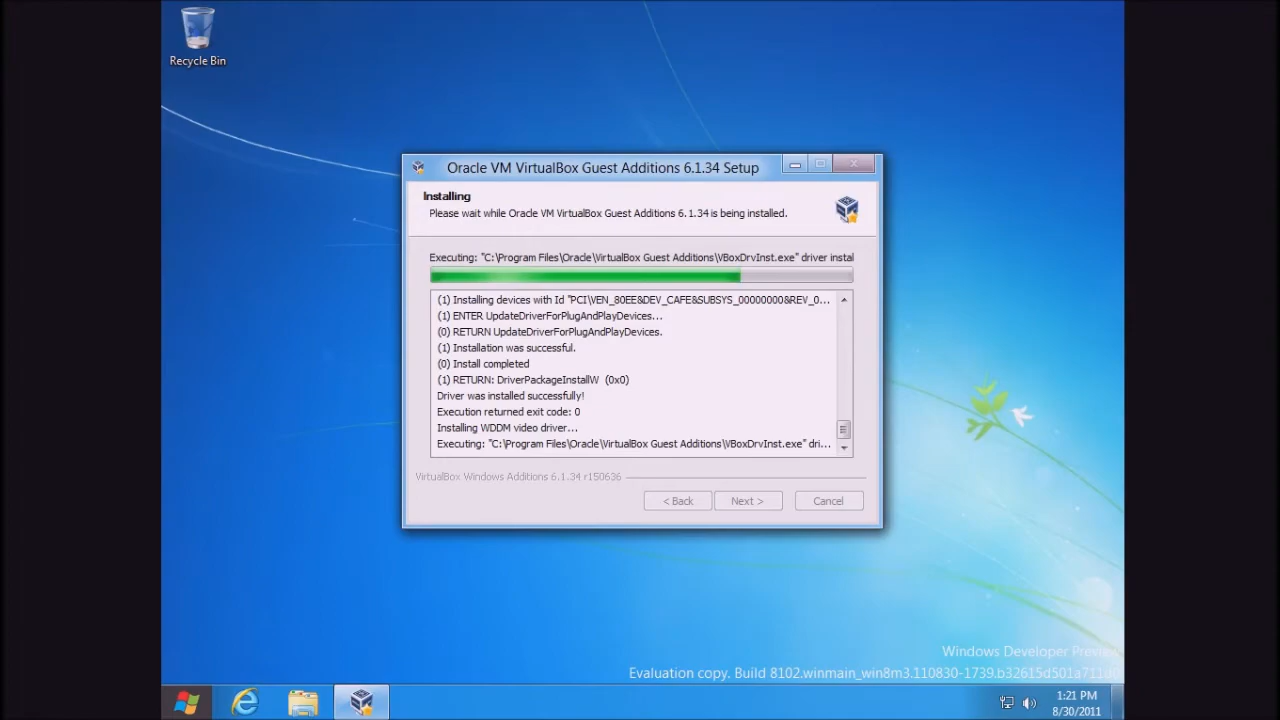 Recycle Bin
Oracle VM VirtualBox Guest Additions 6.1.34 Setup
Installing
Please wait while Oracle VM VirtualBox Guest Additions 6.1.34 is being installed.
Executing: "C:\Program Files\Oracle\VirtualBox Guest Additions\VBoxDrvInst.exe" driver instal
(1) Installing devices with Id "PCI\VEN_80EE&DEV_CAFE&SUBSYS_00000000&REV_0...
(1) ENTER UpdateDriverForPlugAndPlayDevices...
(0) RETURN UpdateDriverForPlugAndPlayDevices.
(1) Installation was successful.
(0) Install completed
(1) RETURN: DriverPackageInstallW (0x0)
Driver was installed successfully!
Execution returned exit code: 0
Installing WDDM video driver...
Executing: "C:\Program Files\Oracle\VirtualBox Guest Additions\VBoxDrvInst.exe" dri...
VirtualBox Windows Additions 6.1.34 r150636
< Back
Next >
Cancel
Windows Developer Preview
Evaluation copy. Build 8102.winmain_win8m3.110830-1739.b32615d501a711d0
1:21 PM
8/30/2011